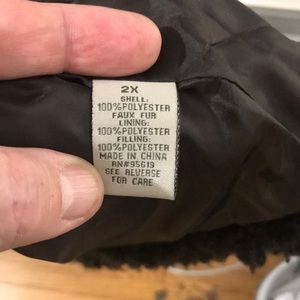 2X
SHELL:
100%POLYESTER
FAUX FUR
LINING:
100%POLYESTER
FILLING:
100%POLYESTER
MADE IN CHINA
RN#95619
SEE REVERSE
FOR CARE